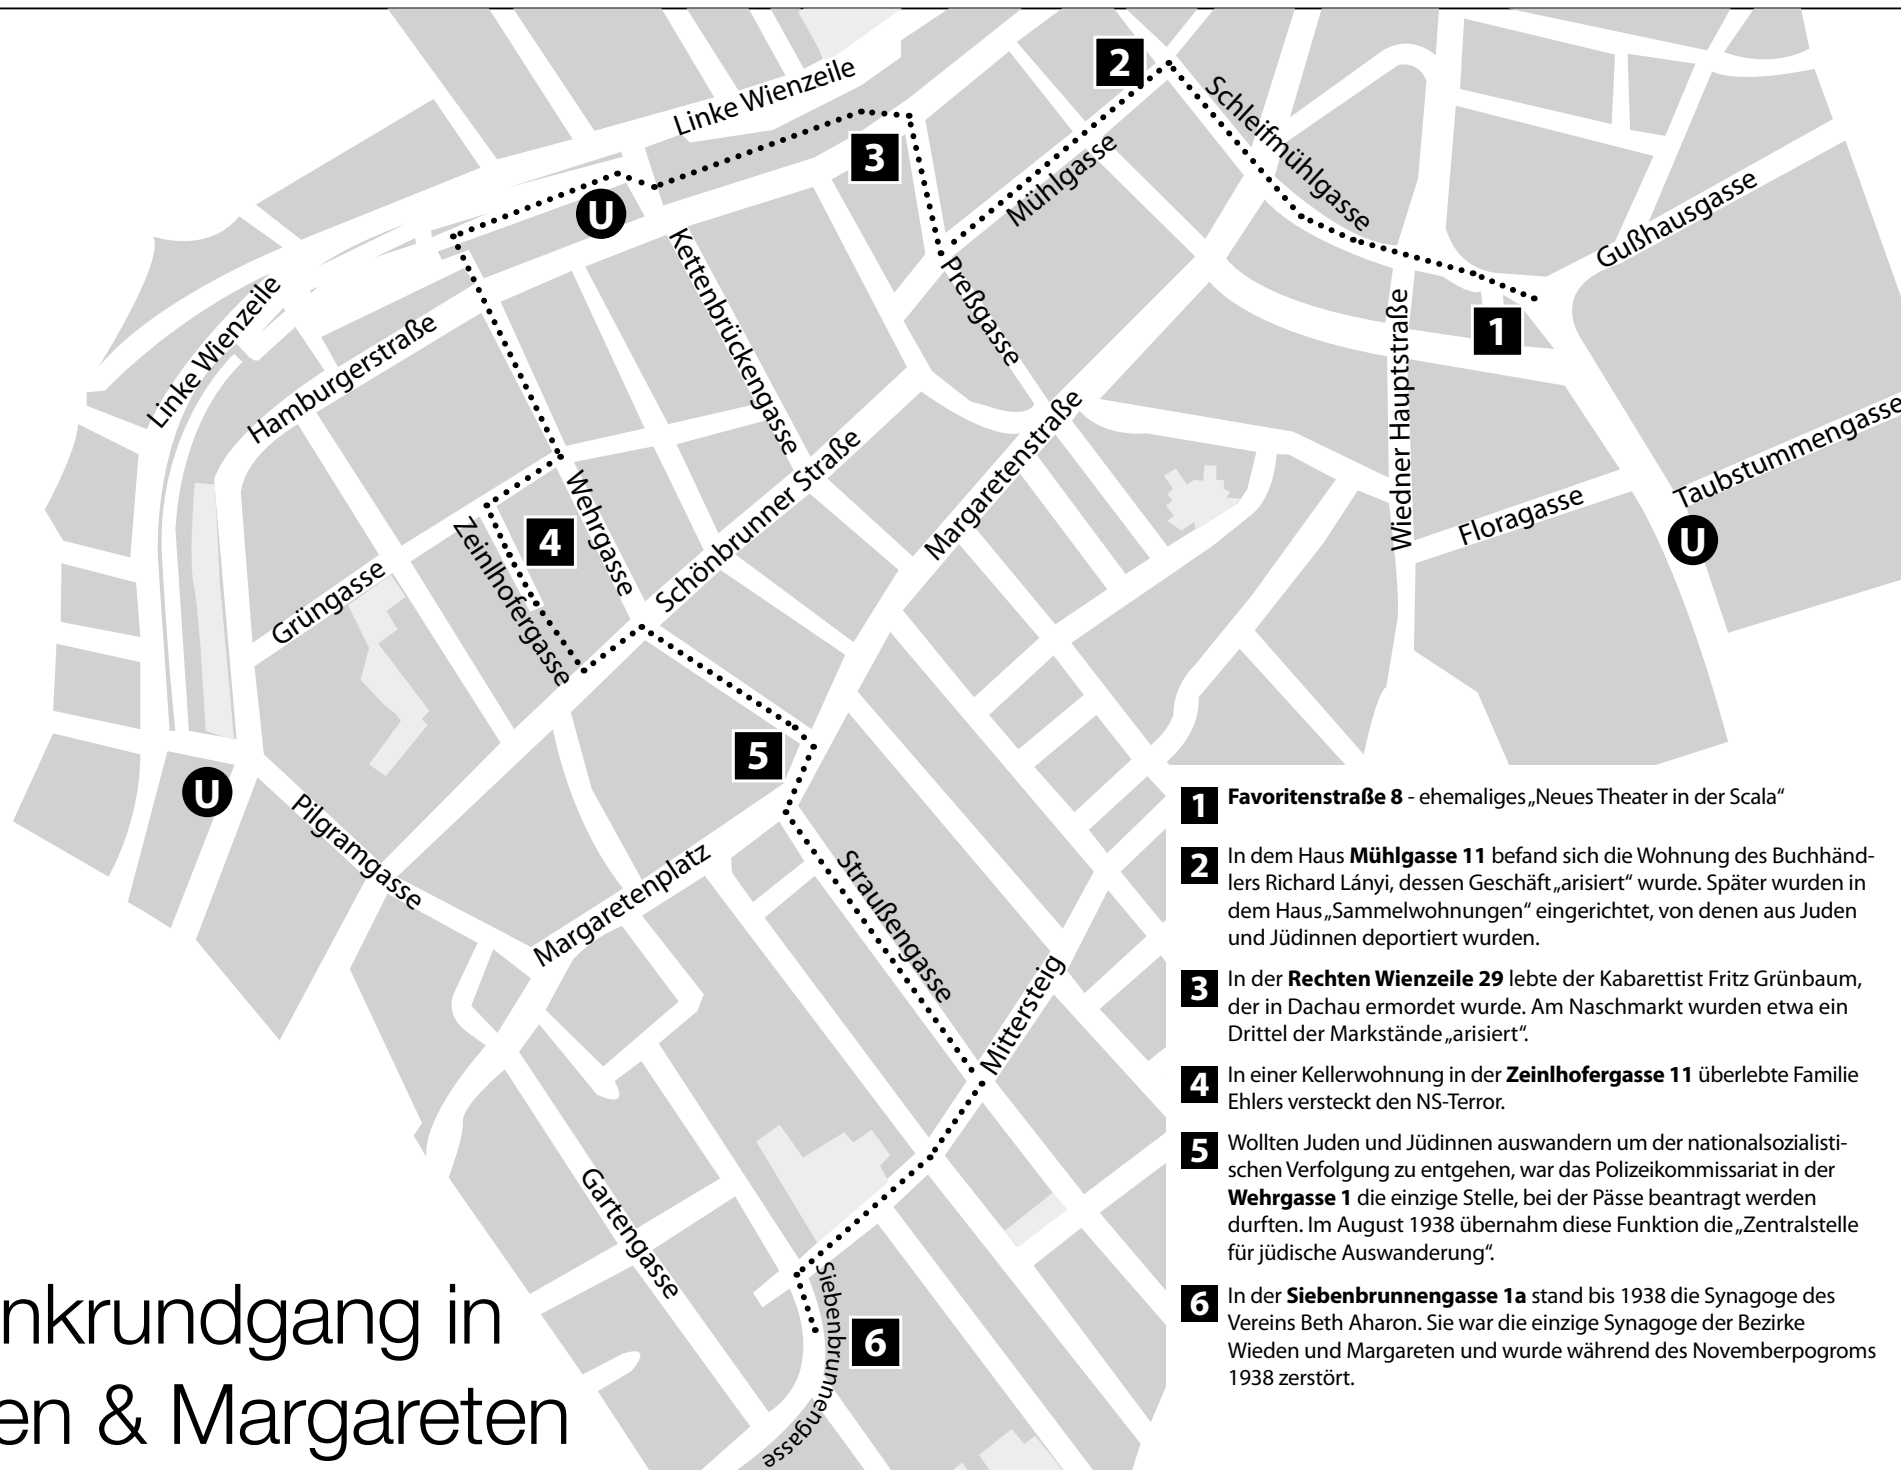 Linke Wienzeile
2
Schleifmühlgasse
3
Mühlgasse
U
Gußhausgasse
Kettenbrückengasse
Preßgasse
Linke Wienzeile
Hamburgerstraße
1
Wiedner Hauptstraße
Margaretenstraße
Taubstummengasse
Schönbrunner Straße
Wehrgasse
Floragasse
Zeinlhofergasse
4
U
Grüngasse
5
U
Pilgramgasse
Margaretenplatz
Straußengasse
Mittersteig
Gartengasse
Siebenbrunnengasse
6
1 Favoritenstraße 8 - ehemaliges „Neues Theater in der Scala“
2 In dem Haus Mühlgasse 11 befand sich die Wohnung des Buchhänd-
lers Richard Lányi, dessen Geschäft „arisiert“ wurde. Später wurden in
dem Haus „Sammelwohnungen“ eingerichtet, von denen aus Juden
und Jüdinnen deportiert wurden.
3 In der Rechten Wienzeile 29 lebte der Kabarettist Fritz Grünbaum,
der in Dachau ermordet wurde. Am Naschmarkt wurden etwa ein
Drittel der Markstände „arisiert“.
4 In einer Kellerwohnung in der Zeinlhofergasse 11 überlebte Familie
Ehlers versteckt den NS-Terror.
5 Wollten Juden und Jüdinnen auswandern um der nationalsozialisti-
schen Verfolgung zu entgehen, war das Polizeikommissariat in der
Wehrgasse 1 die einzige Stelle, bei der Pässe beantragt werden
durften. Im August 1938 übernahm diese Funktion die „Zentralstelle
für jüdische Auswanderung“.
6 In der Siebenbrunnengasse 1a stand bis 1938 die Synagoge des
Vereins Beth Aharon. Sie war die einzige Synagoge der Bezirke
Wieden und Margareten und wurde während des Novemberpogroms
1938 zerstört.
nkrundgang in
en & Margareten